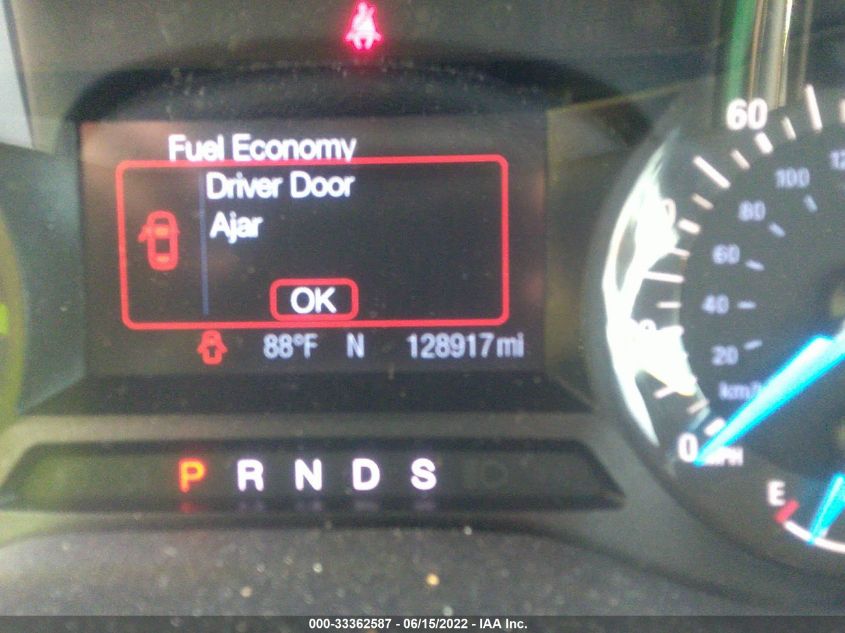 Fuel Economy
Driver Door
Ajar
OK
88°F N 128917mi
P R N D S
60
100
80
60
40
20
km/h
0 MPH
E
000-33362587 - 06/15/2022 - IAA Inc.